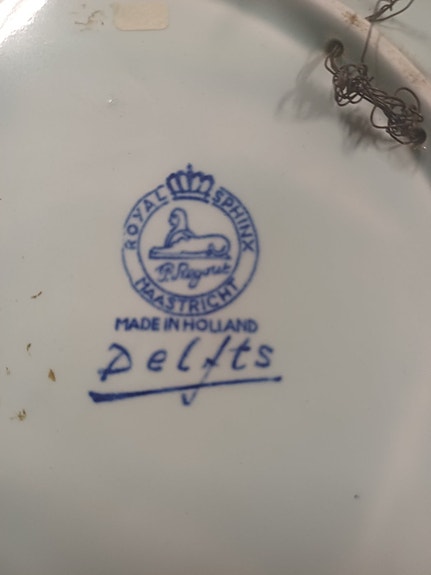 ROYAL SPHINX
P. Regout
MAASTRICHT
MADE IN HOLLAND
Delfts